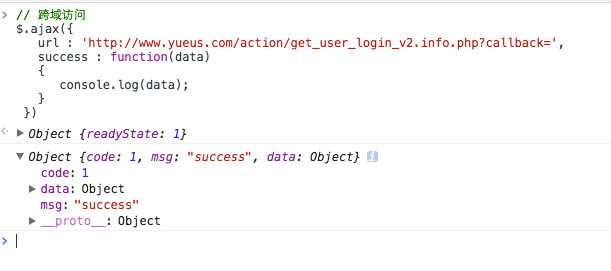 // 跨域访问
$.ajax({
url : 'http://www.yueus.com/action/get_user_login_v2.info.php?callback=',
success : function(data)
{
console.log(data);
}
})
Object {readyState: 1}
Object {code: 1, msg: "success", data: Object} i
code: 1
data: Object
msg: "success"
__proto__: Object